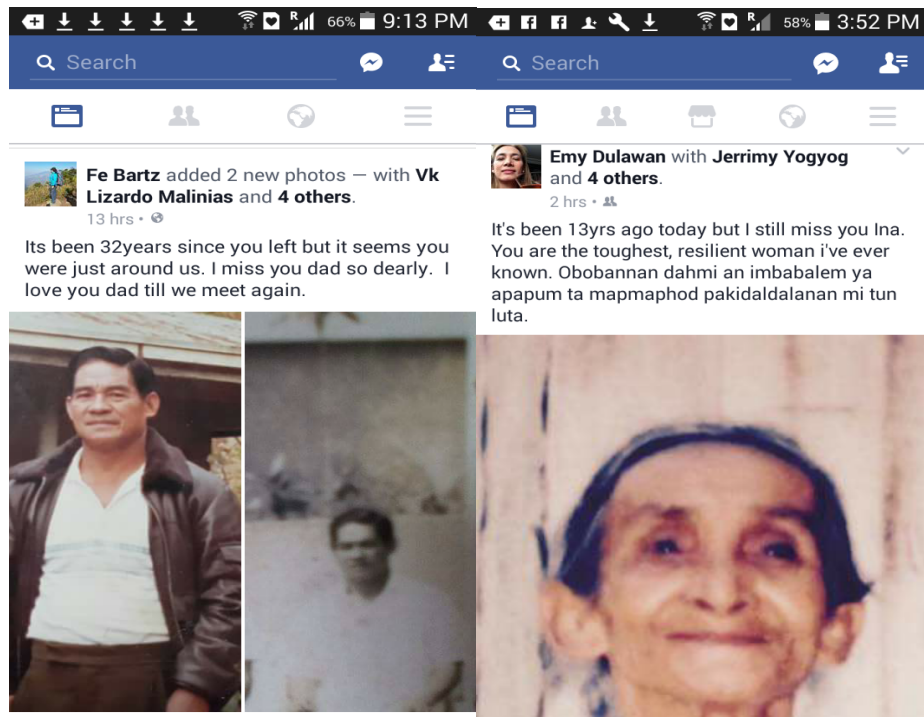 R 66% 9:13 PM
Search
Fe Bartz added 2 new photos — with Vk
Lizardo Malinias and 4 others.
13 hrs •
Its been 32years since you left but it seems you
were just around us. I miss you dad so dearly. I
love you dad till we meet again.
R 58% 3:52 PM
Search
Emy Dulawan with Jerrimy Yogyog
and 4 others.
2 hrs •
It's been 13yrs ago today but I still miss you Ina.
You are the toughest, resilient woman i've ever
known. Obobannan dahmi an imbabalem ya
apapum ta mapmaphod pakidaldalanan mi tun
luta.